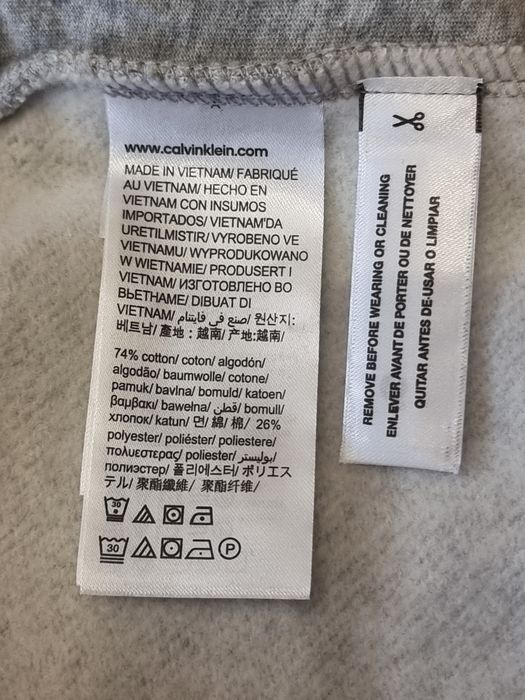 www.calvinklein.com
MADE IN VIETNAM/ FABRIQUÉ
AU VIETNAM/ HECHO EN
VIETNAM CON INSUMOS
IMPORTADOS/ VIETNAM'DA
URETILMISTIR/ VYROBENO VE
VIETNAMU/ WYPRODUKOWANO
W WIETNAMIE/ PRODUSERT I
VIETNAM/ ИЗГОТОВЛЕНО ВО
ВЬЕТНАМЕ/ DIBUAT DI
VIETNAM/ صنع في فايتنام/ 원산지:
베트남/ 產地：越南/ 产地:越南/
74% cotton/ coton/ algodón/
algodão/ baumwolle/ cotone/
pamuk/ bavlna/ bomuld/ katoen/
βαμβακι/ bawełna/ قطن/ bomull/
хлопок/ katun/ 면/ 綿/ 棉/ 26%
polyester/ poliéster/ poliestere/
πολυεστερας/ poliester/ بوليستر/
полиэстер/ 폴리에스터/ ポリエス
テル/ 聚酯纖維/ 聚酯纤维/
30
30 P
REMOVE BEFORE WEARING OR CLEANING
ENLEVER AVANT DE PORTER OU DE NETTOYER
QUITAR ANTES DE-USAR O LIMPIAR